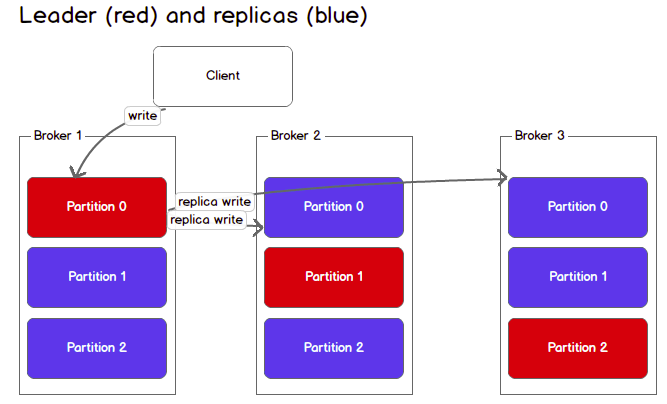 Leader (red) and replicas (blue)
Client
write
Broker 1
Broker 2
Broker 3
Partition 0
replica write
replica write
Partition 0
Partition 0
Partition 1
Partition 1
Partition 1
Partition 2
Partition 2
Partition 2